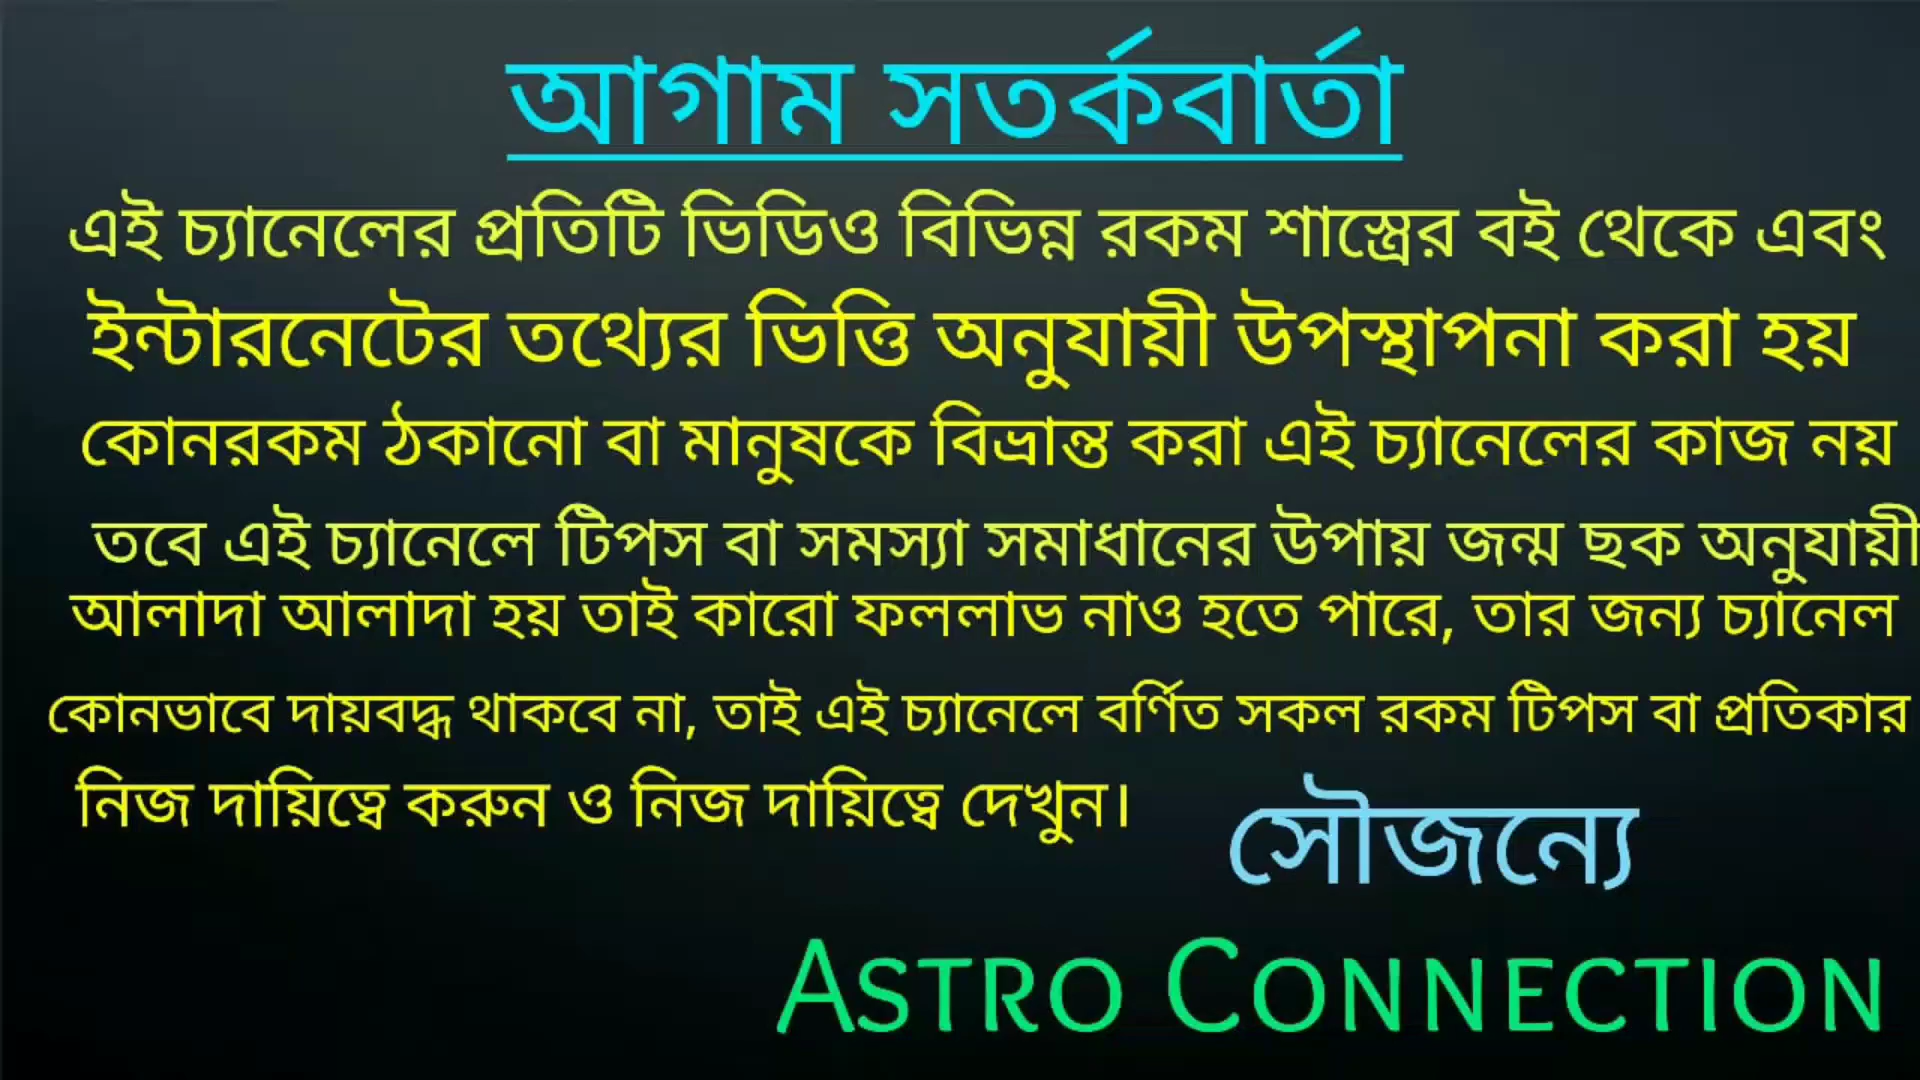 আগাম সতর্কবার্তা
এই চ্যানেলের প্রতিটি ভিডিও বিভিন্ন রকম শাস্ত্রের বই থেকে এবং
ইন্টারনেটের তথ্যের ভিত্তি অনুযায়ী উপস্থাপনা করা হয়
কোনরকম ঠকানো বা মানুষকে বিভ্রান্ত করা এই চ্যানেলের কাজ নয়
তবে এই চ্যানেলে টিপস বা সমস্যা সমাধানের উপায় জন্ম ছক অনুযায়ী
আলাদা আলাদা হয় তাই কারো ফললাভ নাও হতে পারে, তার জন্য চ্যানেল
কোনভাবে দায়বদ্ধ থাকবে না, তাই এই চ্যানেলে বর্ণিত সকল রকম টিপস বা প্রতিকার
নিজ দায়িত্বে করুন ও নিজ দায়িত্বে দেখুন।
সৌজন্যে
ASTRO CONNECTION